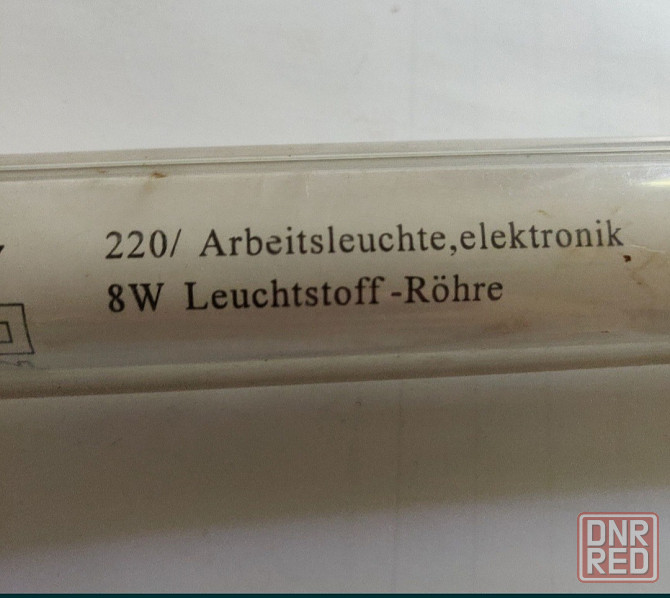 220/ Arbeitsleuchte,elektronik
8W Leuchtstoff-Röhre
DNR
RED